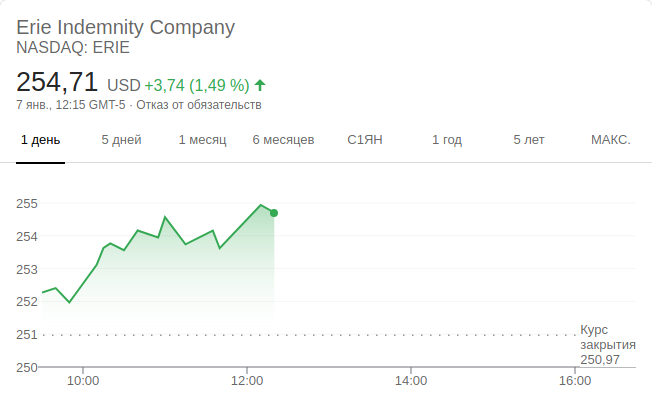 Erie Indemnity Company
NASDAQ: ERIE
254,71 USD +3,74 (1,49 %)
7 янв., 12:15 GMT-5 · Отказ от обязательств
1 день 5 дней 1 месяц 6 месяцев С1ЯН 1 год 5 лет МАКС.
255
254
253
252
251
Курс
закрытия
250,97
250
10:00 12:00 14:00 16:00